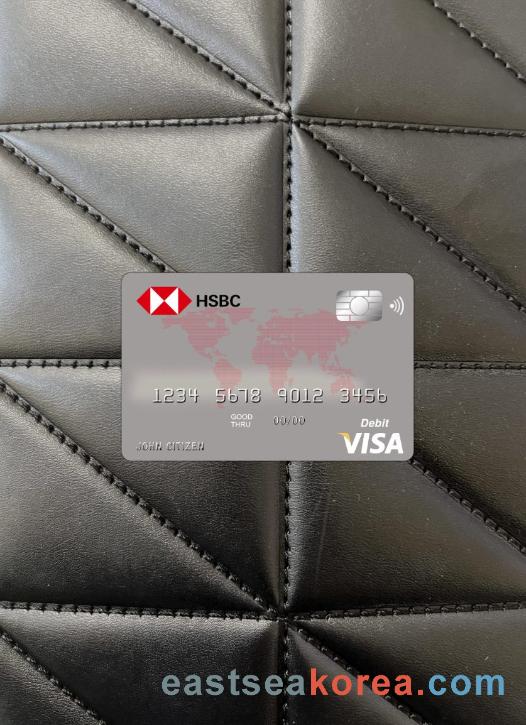 HSBC
1234 5678 9012 3456
GOOD
THRU
00/00
JOHN CITIZEN
Debit
VISA
eastseakorea.com